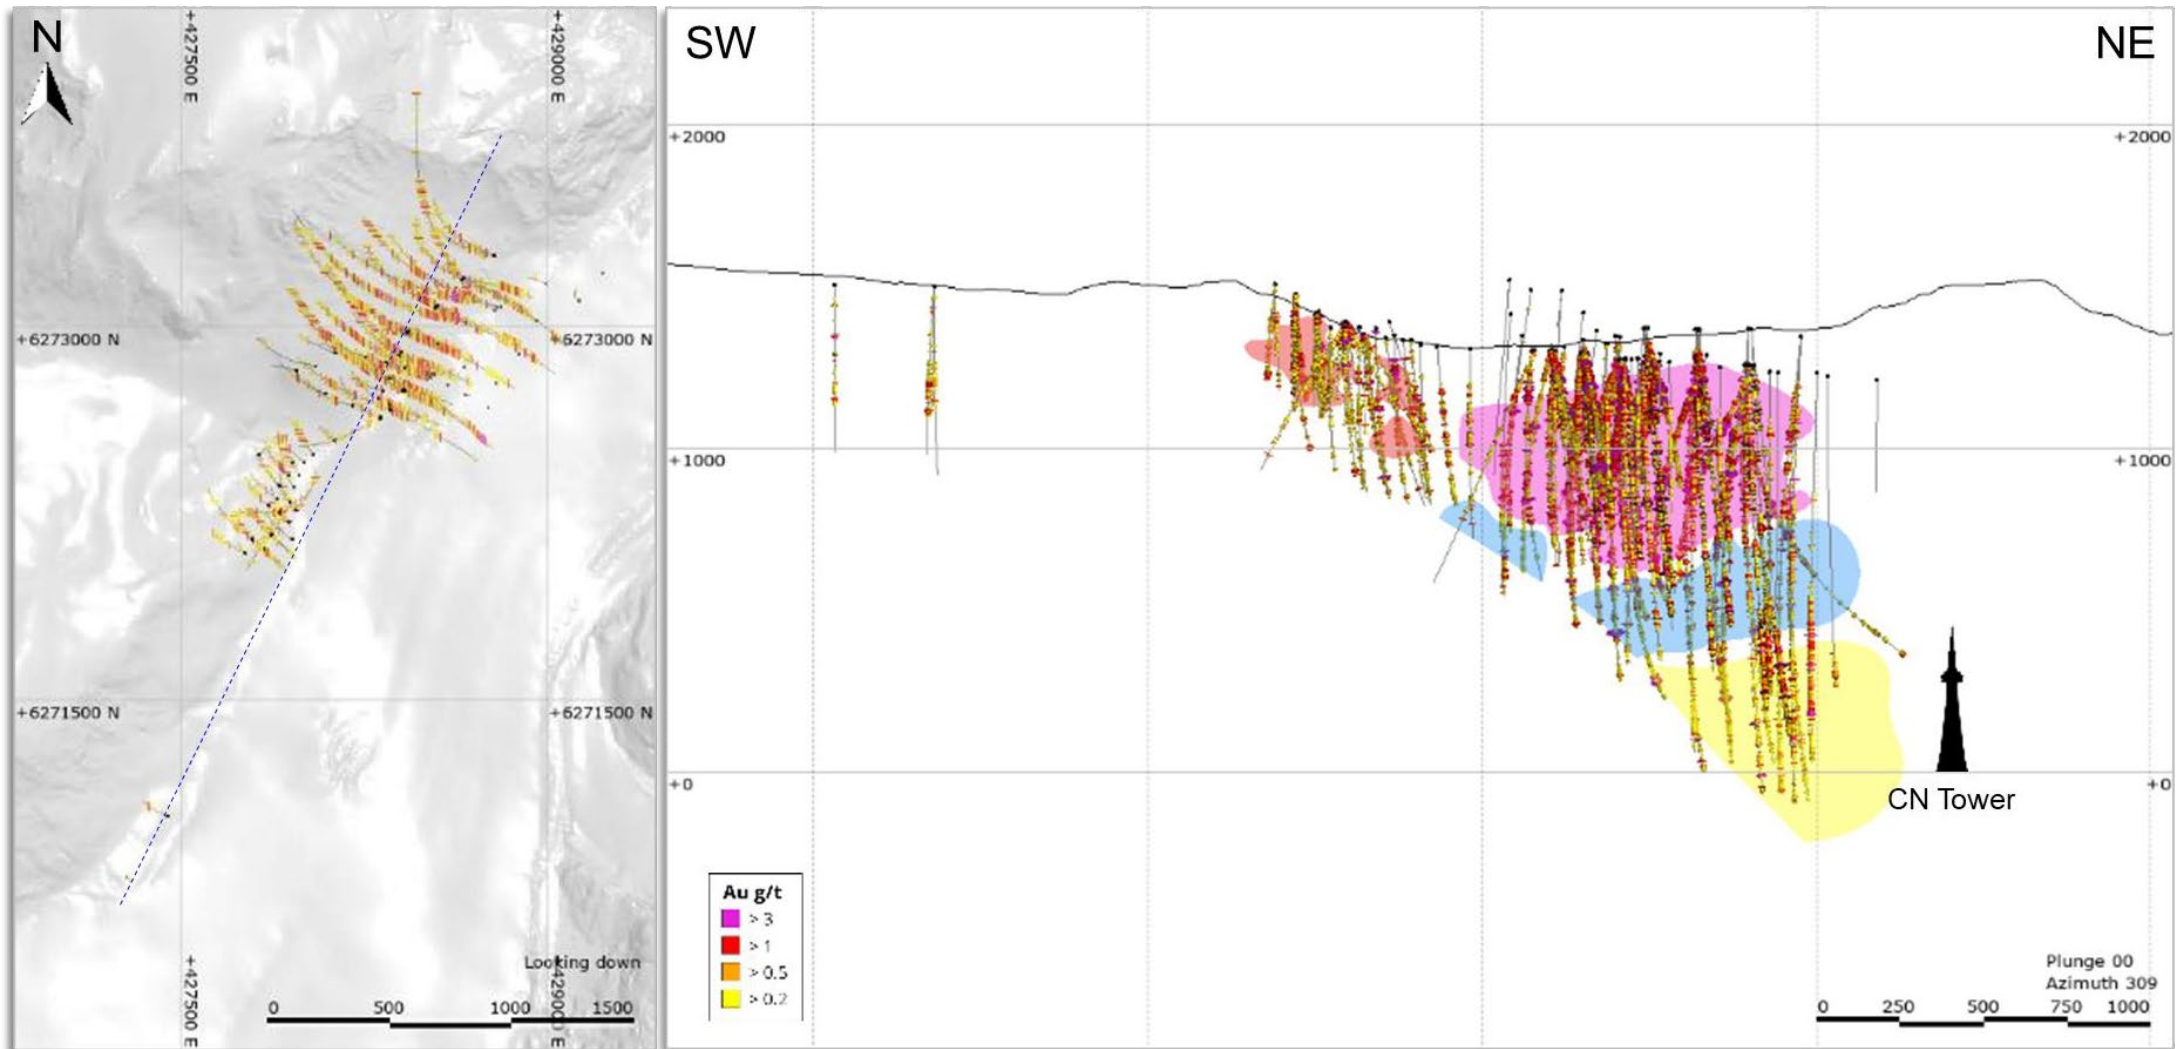 N
+427500 E
+429000 E
+6273000 N
+6273000 N
+6271500 N
+6271500 N
+427500 E
+429000 E
Looking down
0 500 1000 1500
SW
NE
+2000
+2000
+1000
+1000
+0
+0
CN Tower
Au g/t
> 3
> 1
> 0.5
> 0.2
Plunge 00
Azimuth 309
0 250 500 750 1000